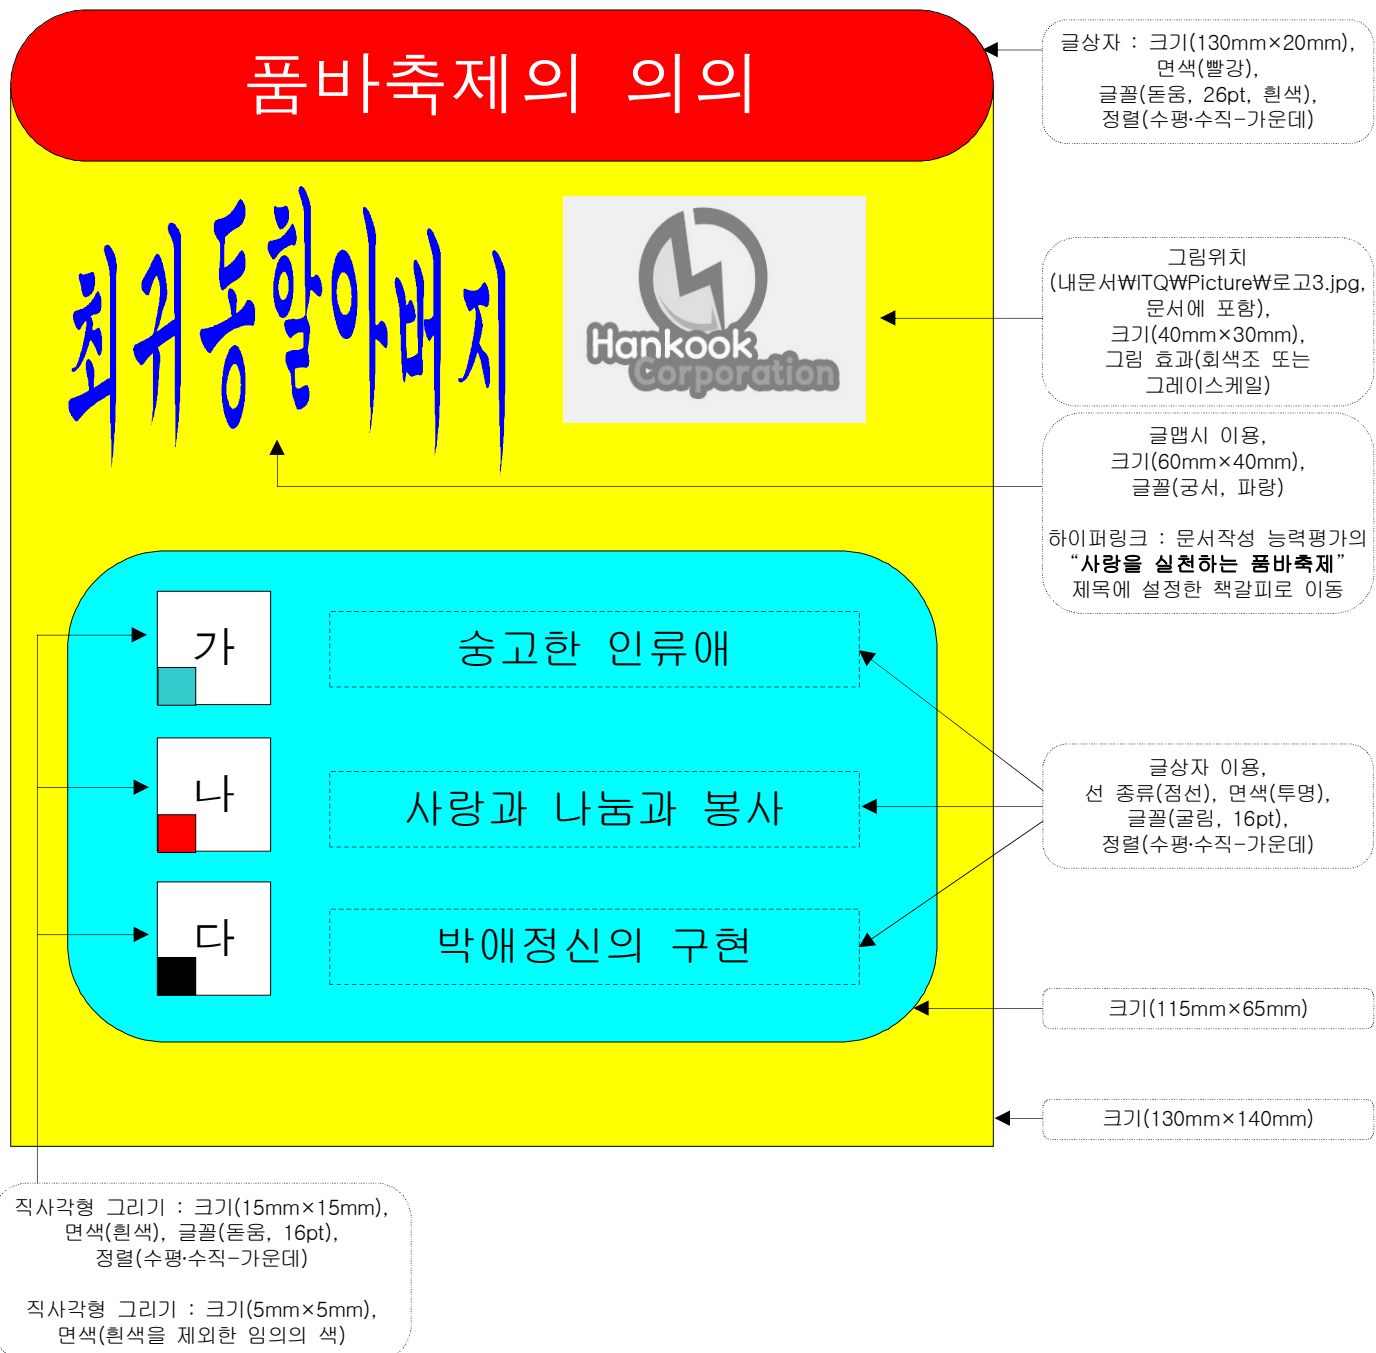 품바축제의 의의
글상자 : 크기(130mm×20mm),
면색(빨강),
글꼴(돋움, 26pt, 흰색),
정렬(수평·수직-가운데)
최귀동할아버지
Hankook
Corporation
그림위치
(내문서₩ITQ₩Picture₩로고3.jpg,
문서에 포함),
크기(40mm×30mm),
그림 효과(회색조 또는
그레이스케일)
글맵시 이용,
크기(60mm×40mm),
글꼴(궁서, 파랑)
하이퍼링크 : 문서작성 능력평가의
“사랑을 실천하는 품바축제”
제목에 설정한 책갈피로 이동
가
숭고한 인류애
나
사랑과 나눔과 봉사
다
박애정신의 구현
글상자 이용,
선 종류(점선), 면색(투명),
글꼴(굴림, 16pt),
정렬(수평·수직-가운데)
크기(115mm×65mm)
크기(130mm×140mm)
직사각형 그리기 : 크기(15mm×15mm),
면색(흰색), 글꼴(돋움, 16pt),
정렬(수평·수직-가운데)
직사각형 그리기 : 크기(5mm×5mm),
면색(흰색을 제외한 임의의 색)